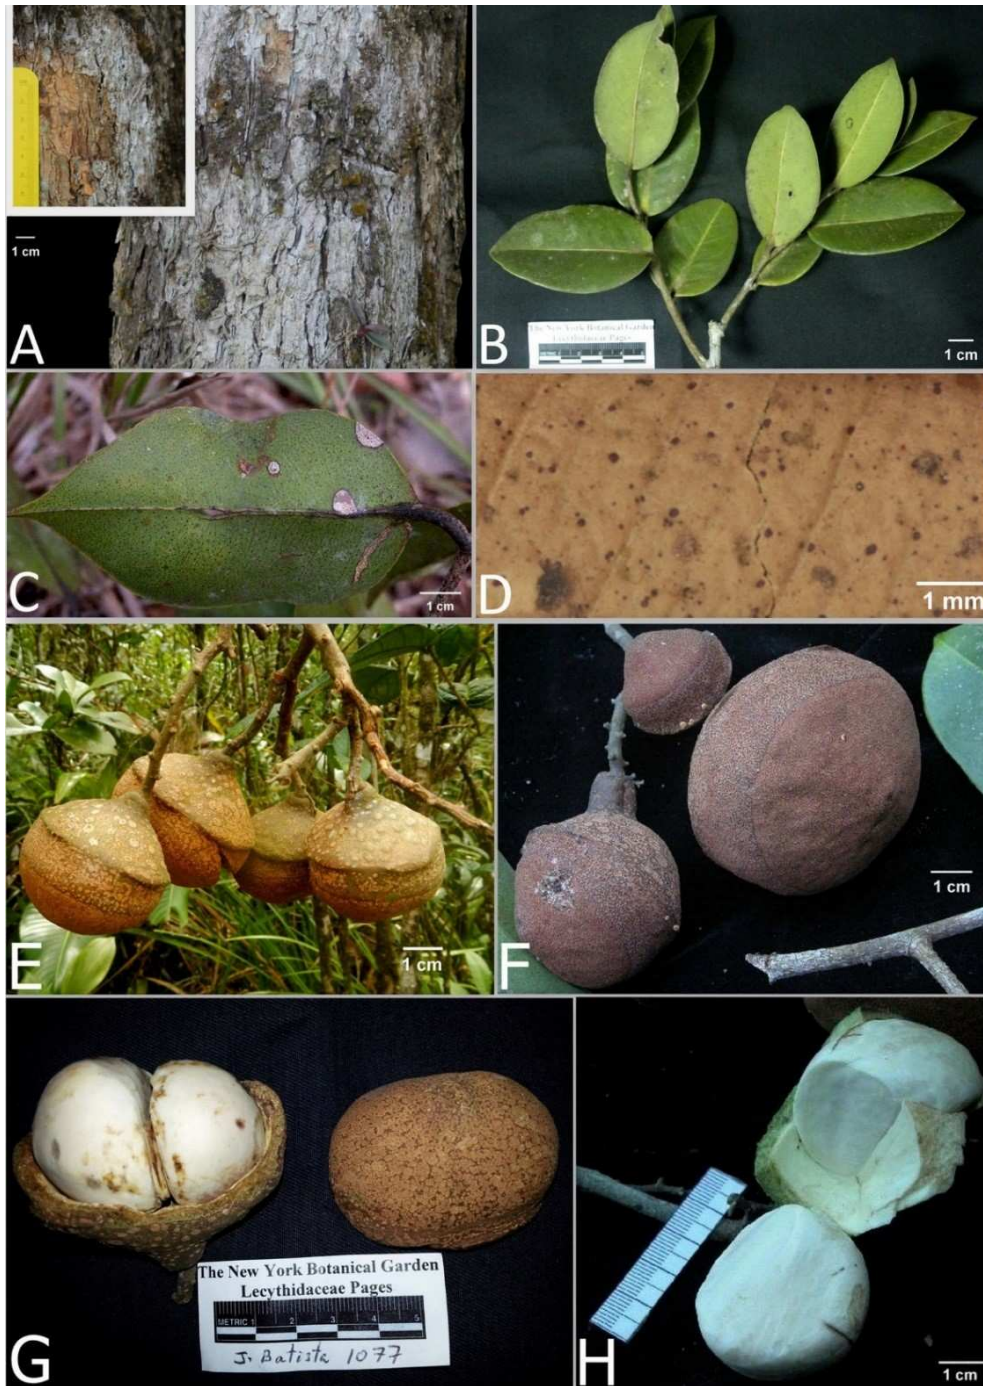 A
1 cm
B
The New York Botanical Garden
Lecythidaceae Pages
1 cm
C
1 cm
D
1 mm
E
1 cm
F
1 cm
G
The New York Botanical Garden
Lecythidaceae Pages
METRIC 1 2 3 4 5
J. Batista 1077
H
1 cm